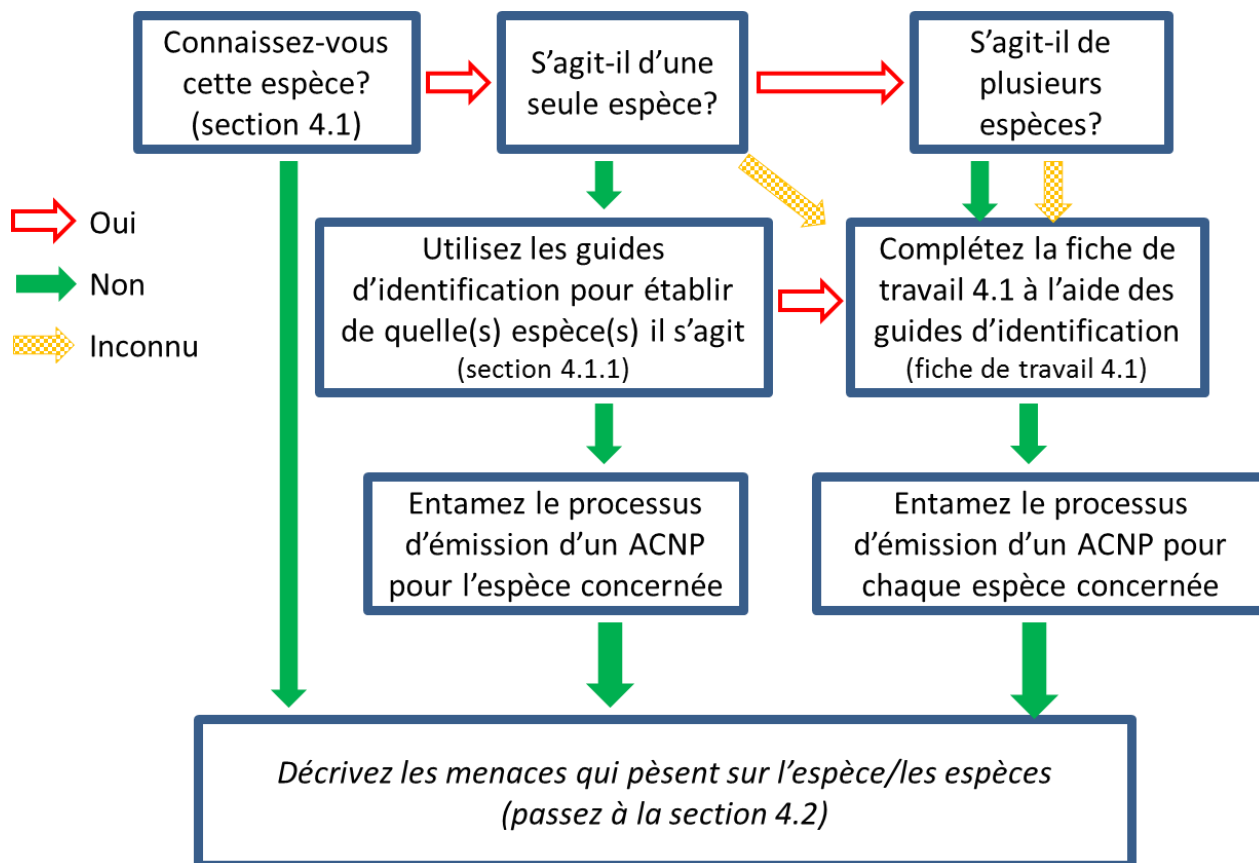 Connaissez-vous
cette espèce?
(section 4.1)
S’agit-il d’une
seule espèce?
S’agit-il de
plusieurs
espèces?
Oui
Non
Inconnu
Utilisez les guides
d’identification pour établir
de quelle(s) espèce(s) il s’agit
(section 4.1.1)
Complétez la fiche de
travail 4.1 à l’aide des
guides d’identification
(fiche de travail 4.1)
Entamez le processus
d’émission d’un ACNP
pour l’espèce concernée
Entamez le processus
d’émission d’un ACNP pour
chaque espèce concernée
Décrivez les menaces qui pèsent sur l’espèce/les espèces
(passez à la section 4.2)